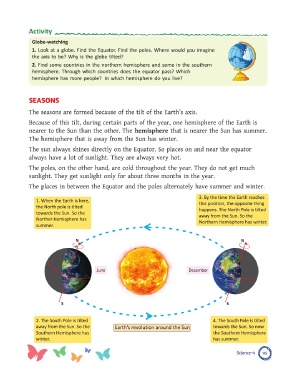 Activity
Globe-watching
1. Look at a globe. Find the Equator. Find the poles. Where would you imagine
the axis to be? Why is the globe tilted?
2. Find some countries in the northern hemisphere and some in the southern
hemisphere. Through which countries does the equator pass? Which
hemisphere has more people? In which hemisphere do you live?
SEASONS
The seasons are formed because of the tilt of the Earth's axis.
Because of this tilt, during certain parts of the year, one hemisphere of the Earth is
nearer to the Sun than the other. The hemisphere that is nearer the Sun has summer.
The hemisphere that is away from the Sun has winter.
The sun always shines directly on the Equator. So places on and near the equator
always have a lot of sunlight. They are always very hot.
The poles, on the other hand, are cold throughout the year. They do not get much
sunlight. They get sunlight only for about three months in the year.
The places in between the Equator and the poles alternately have summer and winter.
1. When the Earth is here,
the North pole is tilted
towards the Sun. So the
Norther Hemisphere has
summer.
3. By the time the Earth reaches
this position, the opposite thing
happens. The North Pole is tilted
away from the Sun. So the
Northern Hemisphere has winter.
June
December
2. The South Pole is tilted
away from the Sun. So the
Southern Hemisphere has
winter.
Earth's revolution around the Sun
4. The South Pole is tilted
towards the Sun. So now
the Southern Hemisphere
has summer.
Science-4